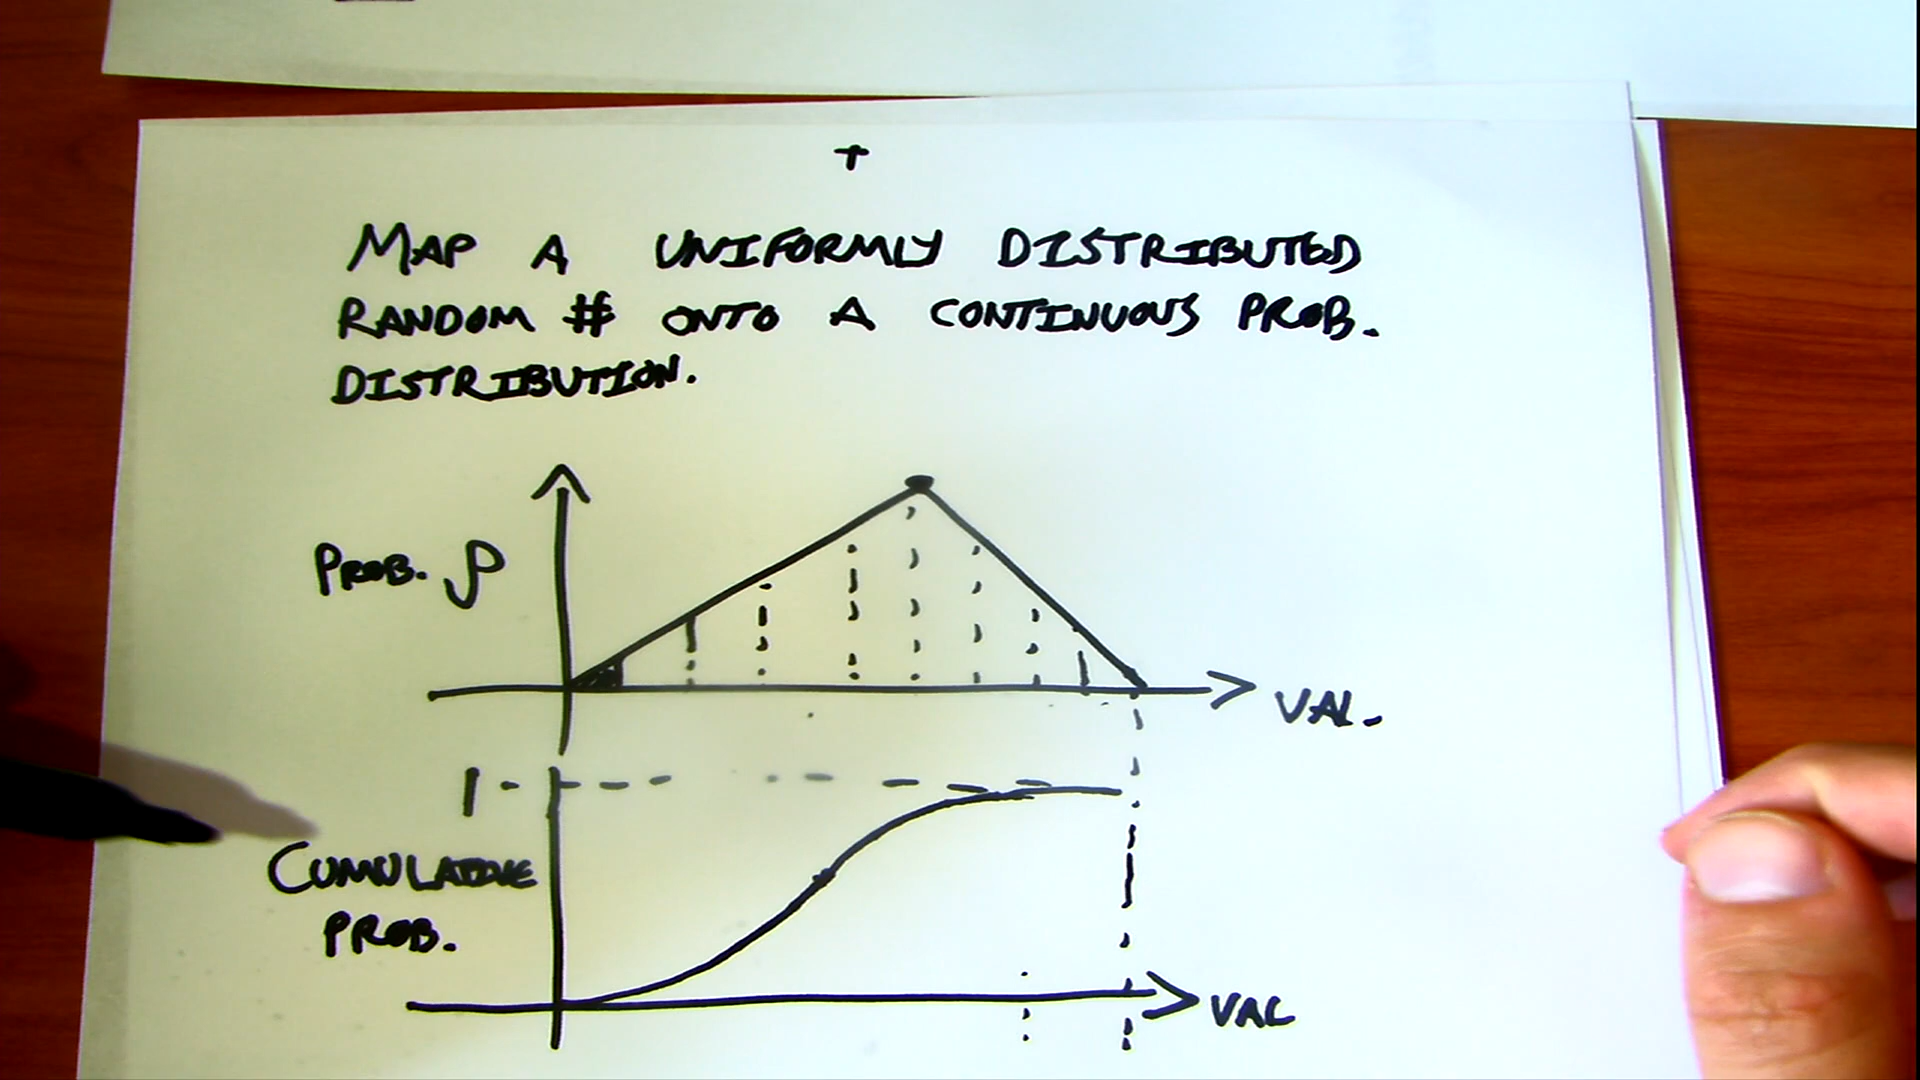 MAP A UNIFORMLY DISTRIBUTED
RANDOM # ONTO A CONTINUOUS PROB.
DISTRIBUTION.
PROB. ρ
VAL.
1
CUMULATIVE
PROB.
VAL